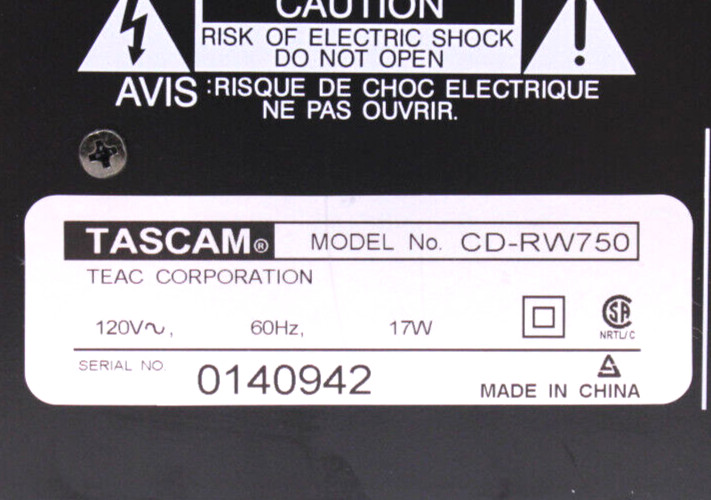 CAUTION
RISK OF ELECTRIC SHOCK
DO NOT OPEN
AVIS :RISQUE DE CHOC ELECTRIQUE
NE PAS OUVRIR.
TASCAM® MODEL No. CD-RW750
TEAC CORPORATION
120V~, 60Hz, 17W
SA
NRTL/C
SERIAL NO. 0140942
MADE IN CHINA